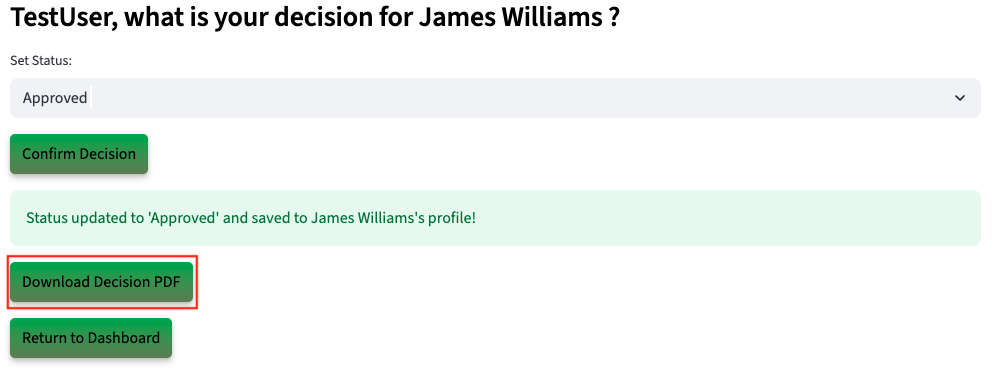 TestUser, what is your decision for James Williams ?
Set Status:
Approved
Confirm Decision
Status updated to 'Approved' and saved to James Williams's profile!
Download Decision PDF
Return to Dashboard